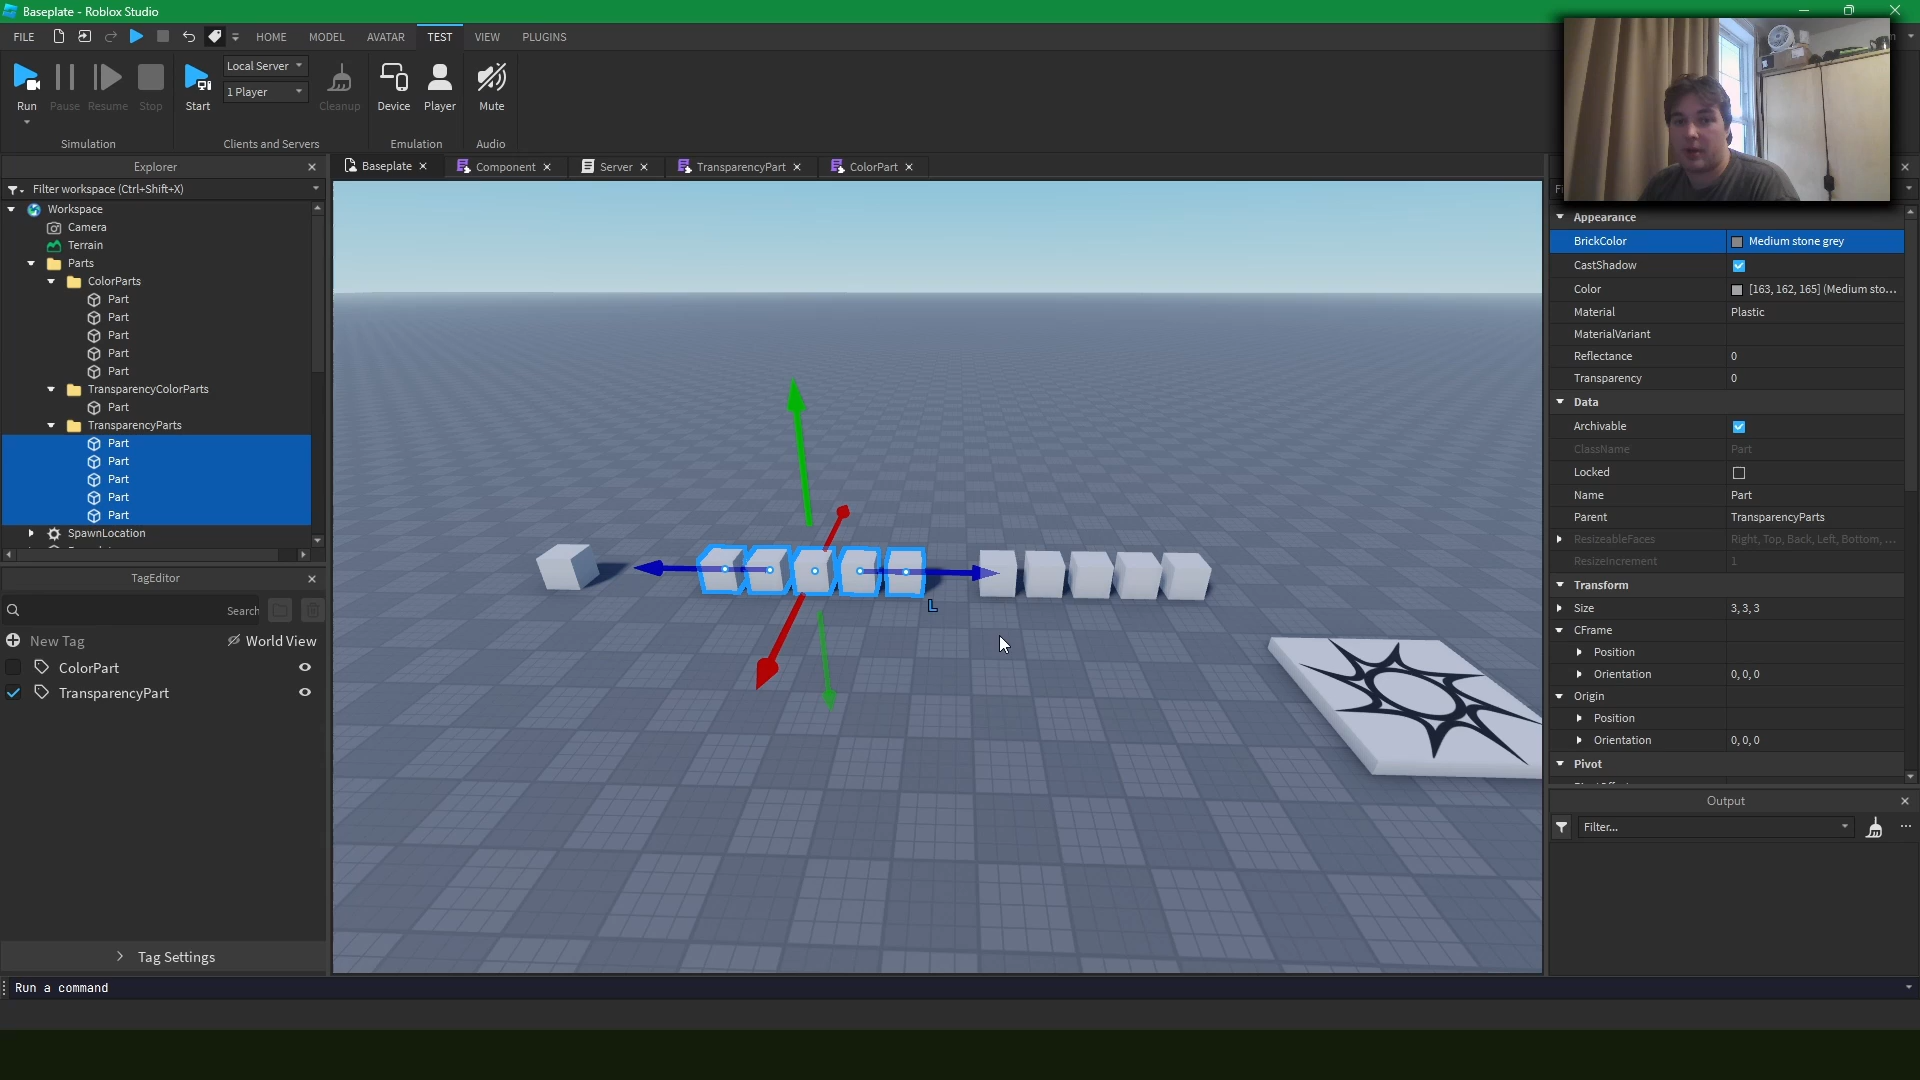 Baseplate - Roblox Studio
FILE HOME MODEL AVATAR TEST VIEW PLUGINS
Run Pause Resume Stop Start Local Server 1 Player Cleanup Device Player Mute
Simulation Clients and Servers Emulation Audio
Explorer
Baseplate Component Server TransparencyPart ColorPart
Filter workspace (Ctrl+Shift+X)
Workspace
Camera
Terrain
Parts
ColorParts
Part
Part
Part
Part
Part
TransparencyColorParts
Part
TransparencyParts
Part
Part
Part
Part
Part
SpawnLocation
TagEditor
Search
New Tag World View
ColorPart
TransparencyPart
Tag Settings
L
Appearance
BrickColor Medium stone grey
CastShadow
Color [163, 162, 165] (Medium sto...
Material Plastic
MaterialVariant
Reflectance 0
Transparency 0
Data
Archivable
ClassName Part
Locked
Name Part
Parent TransparencyParts
ResizeableFaces Right, Top, Back, Left, Bottom, ...
ResizeIncrement 1
Transform
Size 3, 3, 3
CFrame
Position
Orientation 0, 0, 0
Origin
Position
Orientation 0, 0, 0
Pivot
Output
Filter...
Run a command